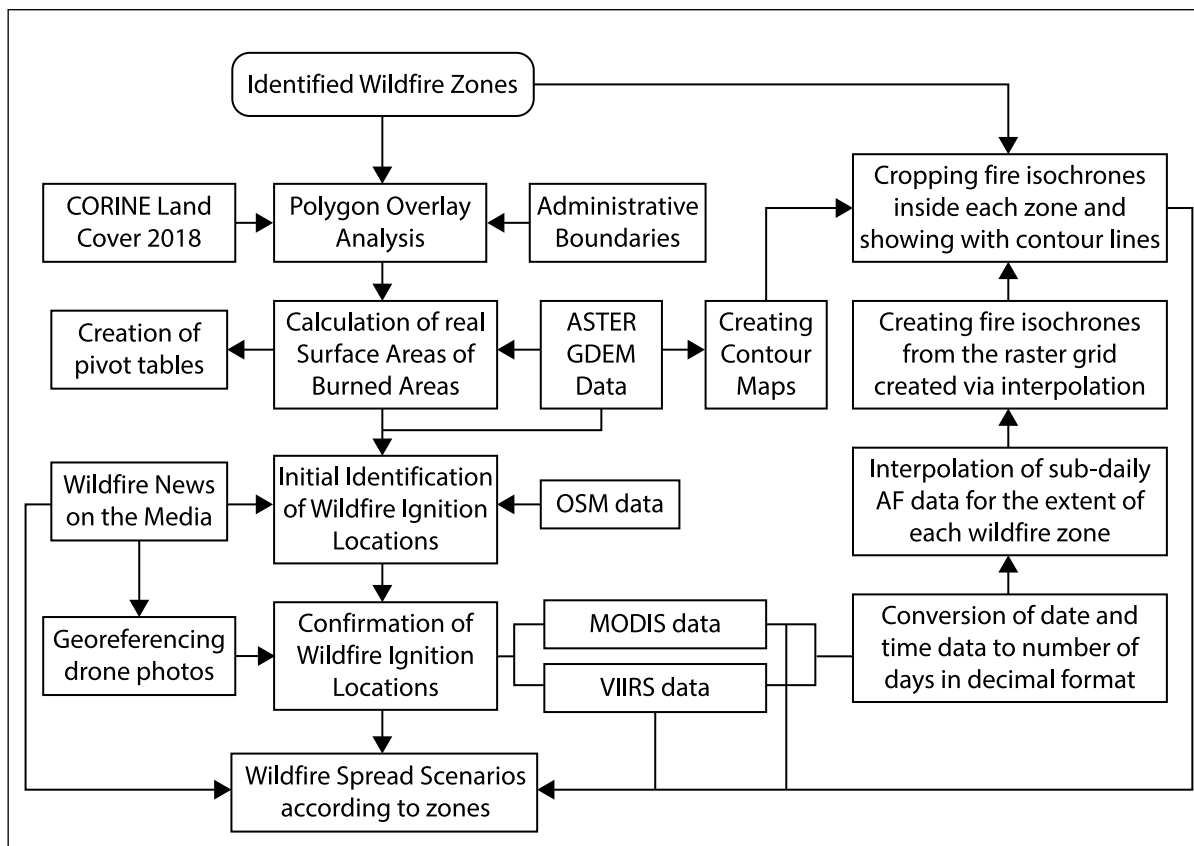 Identified Wildfire Zones
CORINE Land
Cover 2018
Polygon Overlay
Analysis
Administrative
Boundaries
Cropping fire isochrones
inside each zone and
showing with contour lines
Creation of
pivot tables
Calculation of real
Surface Areas of
Burned Areas
ASTER
GDEM
Data
Creating
Contour
Maps
Creating fire isochrones
from the raster grid
created via interpolation
Wildfire News
on the Media
Initial Identification
of Wildfire Ignition
Locations
OSM data
Interpolation of sub-daily
AF data for the extent of
each wildfire zone
Georeferencing
drone photos
Confirmation of
Wildfire Ignition
Locations
MODIS data
VIIRS data
Conversion of date and
time data to number of
days in decimal format
Wildfire Spread Scenarios
according to zones